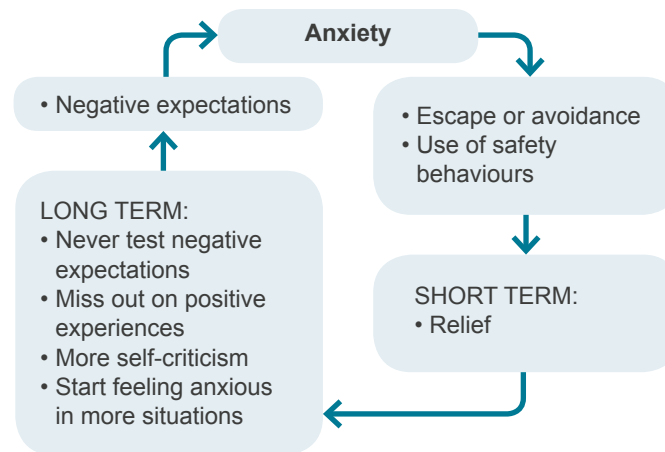 Anxiety
• Negative expectations
• Escape or avoidance
• Use of safety
behaviours
LONG TERM:
• Never test negative
expectations
• Miss out on positive
experiences
• More self-criticism
• Start feeling anxious
in more situations
SHORT TERM:
• Relief